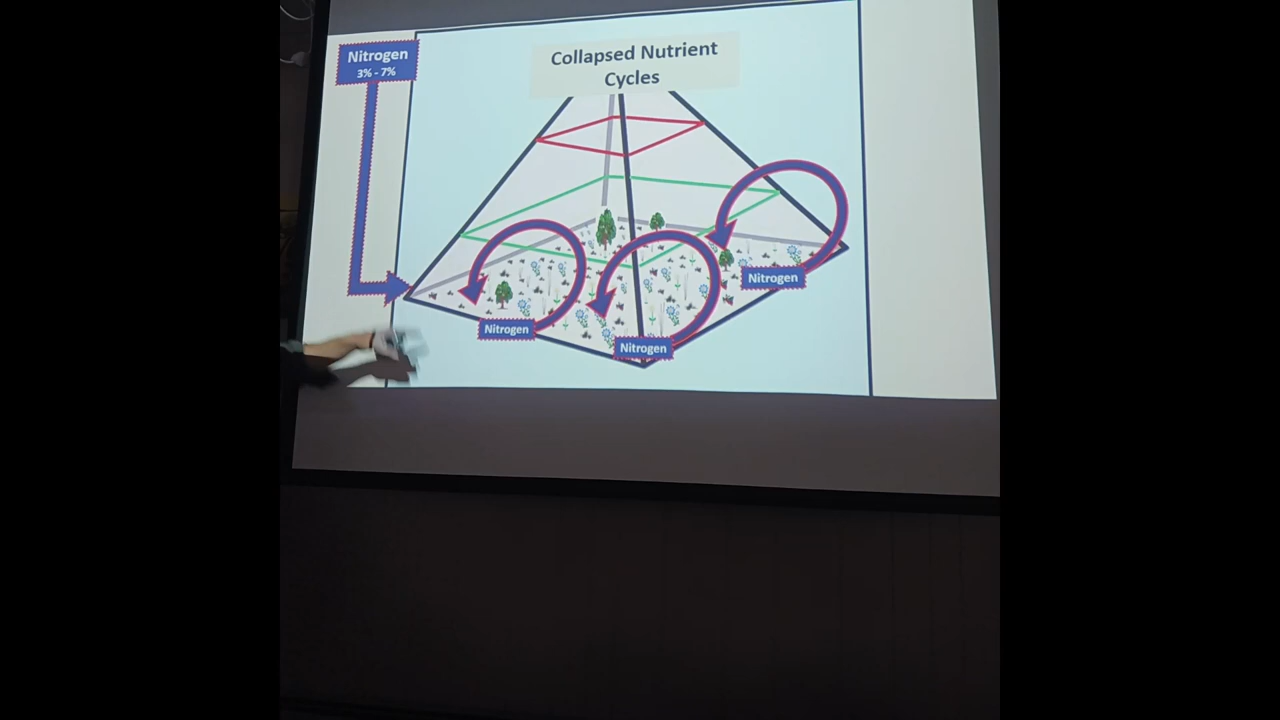 Nitrogen
3% - 7%
Collapsed Nutrient
Cycles
Nitrogen
Nitrogen
Nitrogen